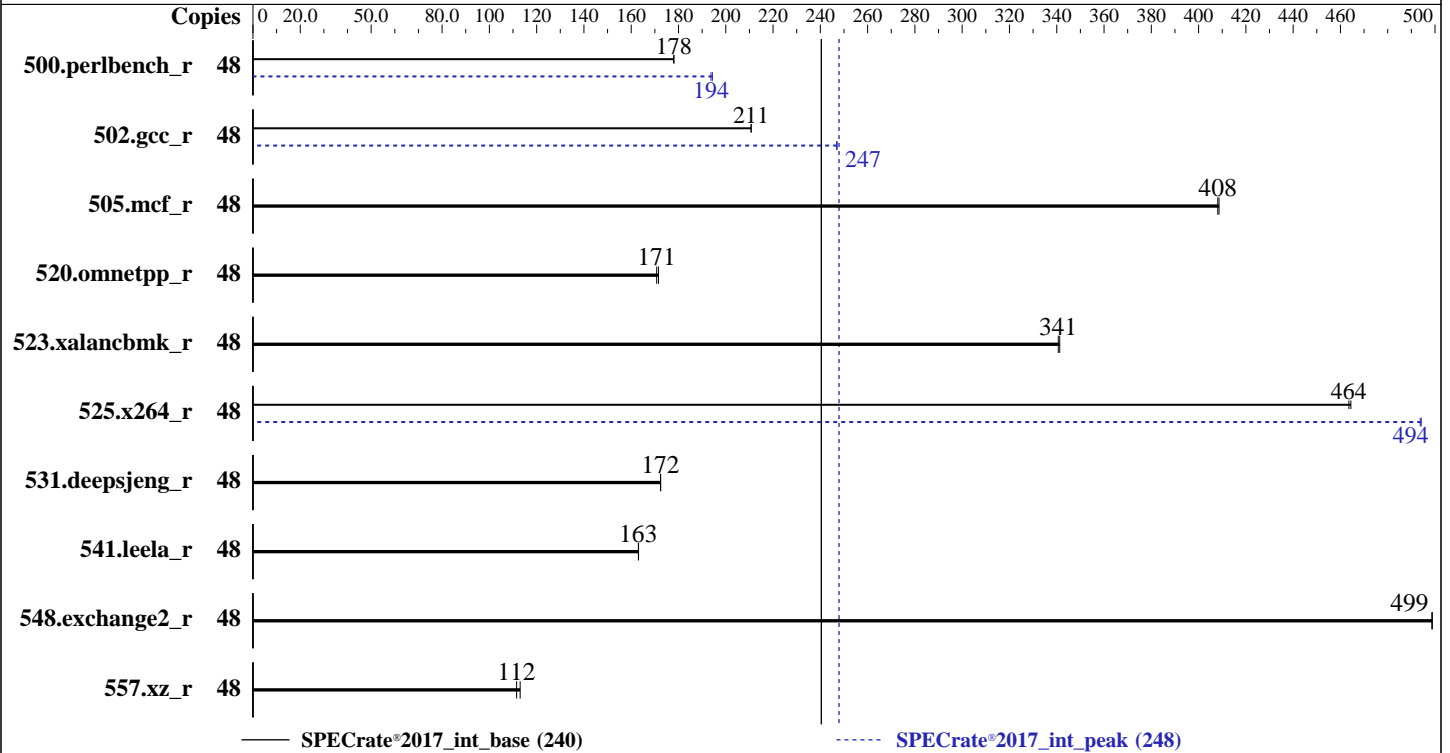 Copies 0 20.0 50.0 80.0 100 120 140 160 180 200 220 240 260 280 300 320 340 360 380 400 420 440 460 500
178
500.perlbench_r 48
194
211
502.gcc_r 48
247
408
505.mcf_r 48
171
520.omnetpp_r 48
341
523.xalancbmk_r 48
464
525.x264_r 48
494
172
531.deepsjeng_r 48
163
541.leela_r 48
499
548.exchange2_r 48
112
557.xz_r 48
SPECrate®2017_int_base (240) SPECrate®2017_int_peak (248)